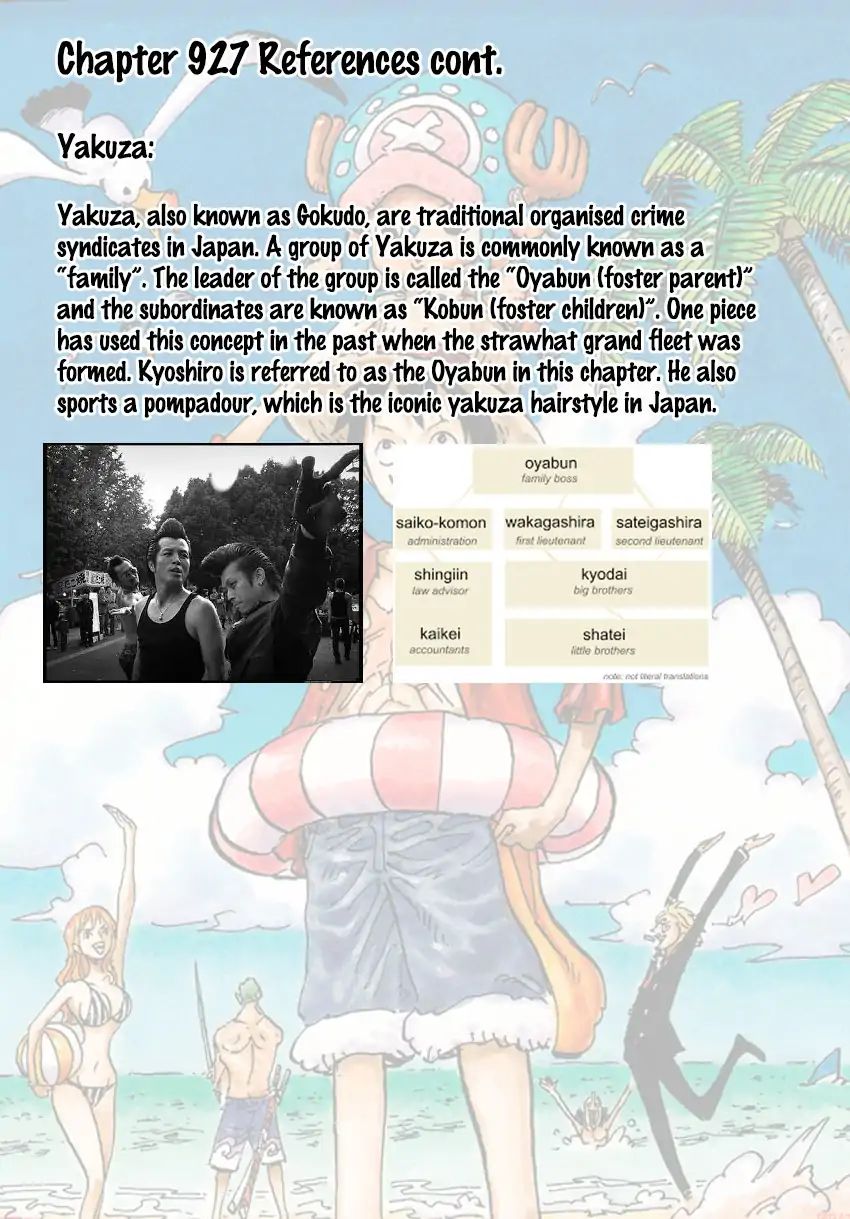 Chapter 927 References cont.
Yakuza:
Yakuza, also known as Gokudo, are traditional organised crime
syndicates in Japan. A group of Yakuza is commonly known as a
"family". The leader of the group is called the "Oyabun (foster parent)"
and the subordinates are known as "Kobun (foster children)". One piece
has used this concept in the past when the strawhat grand fleet was
formed. Kyoshiro is referred to as the Oyabun in this chapter. He also
sports a pompadour, which is the iconic yakuza hairstyle in Japan.
oyabun
family boss
saiko-komon wakagashira sateigashira
administration first lieutenant second lieutenant
shingiin kyodai
law advisor big brothers
kaikei shatei
accountants little brothers
note: not literal translations